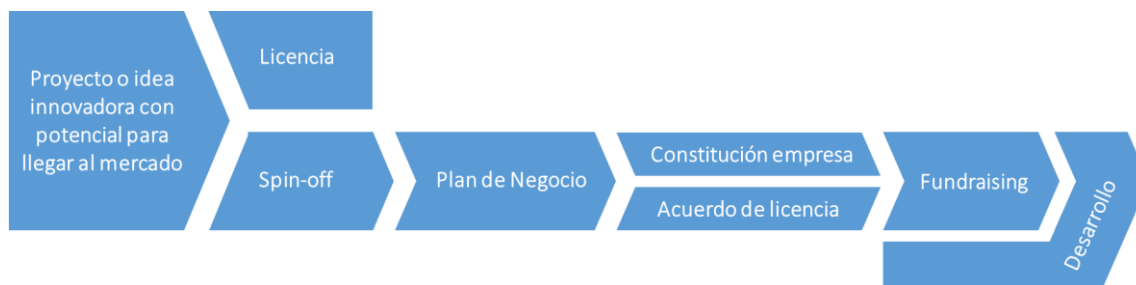 Proyecto o idea
innovadora con
potencial para
llegar al mercado
Licencia
Spin-off
Plan de Negocio
Constitución empresa
Acuerdo de licencia
Fundraising
Desarrollo